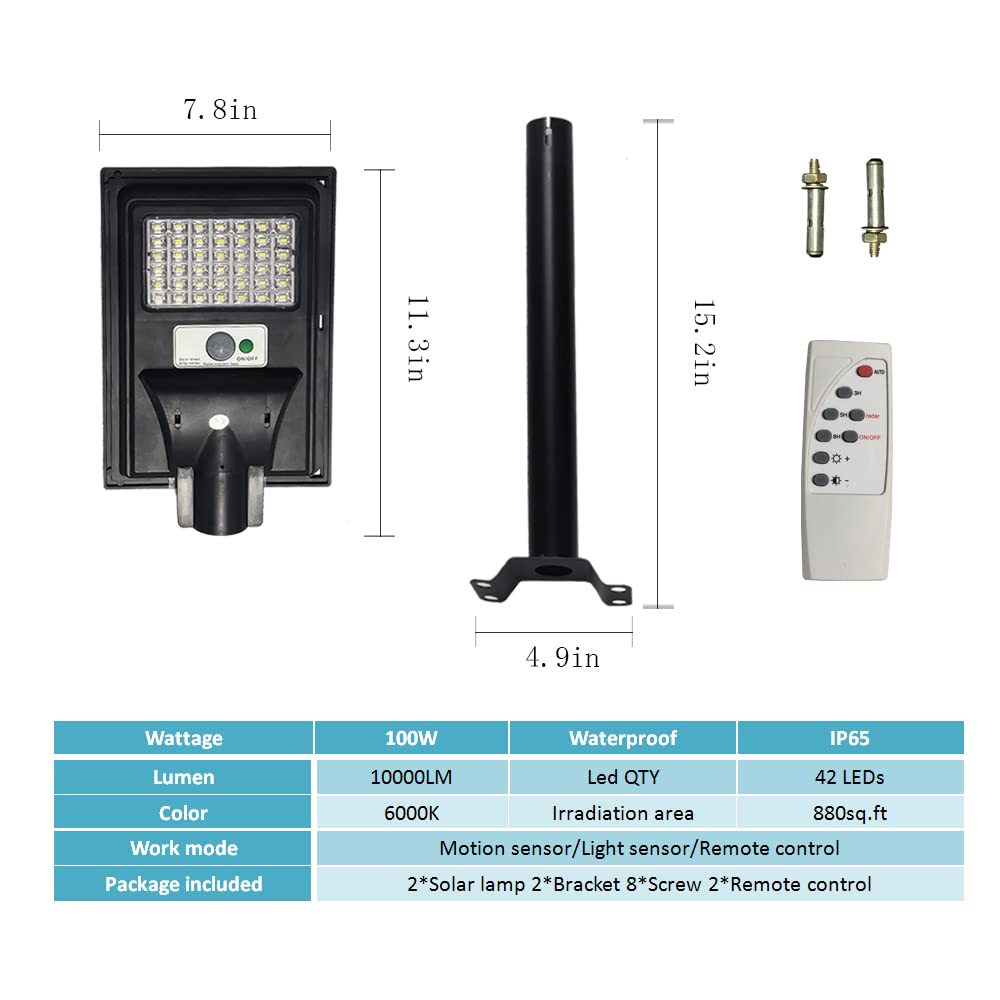 7.8in
11.3in
15.2in
4.9in
ON/OFF
AUTO
3H
5H radar
8H ON/OFF
+
-
Wattage 100W Waterproof IP65
Lumen 10000LM Led QTY 42 LEDs
Color 6000K Irradiation area 880sq.ft
Work mode Motion sensor/Light sensor/Remote control
Package included 2*Solar lamp 2*Bracket 8*Screw 2*Remote control